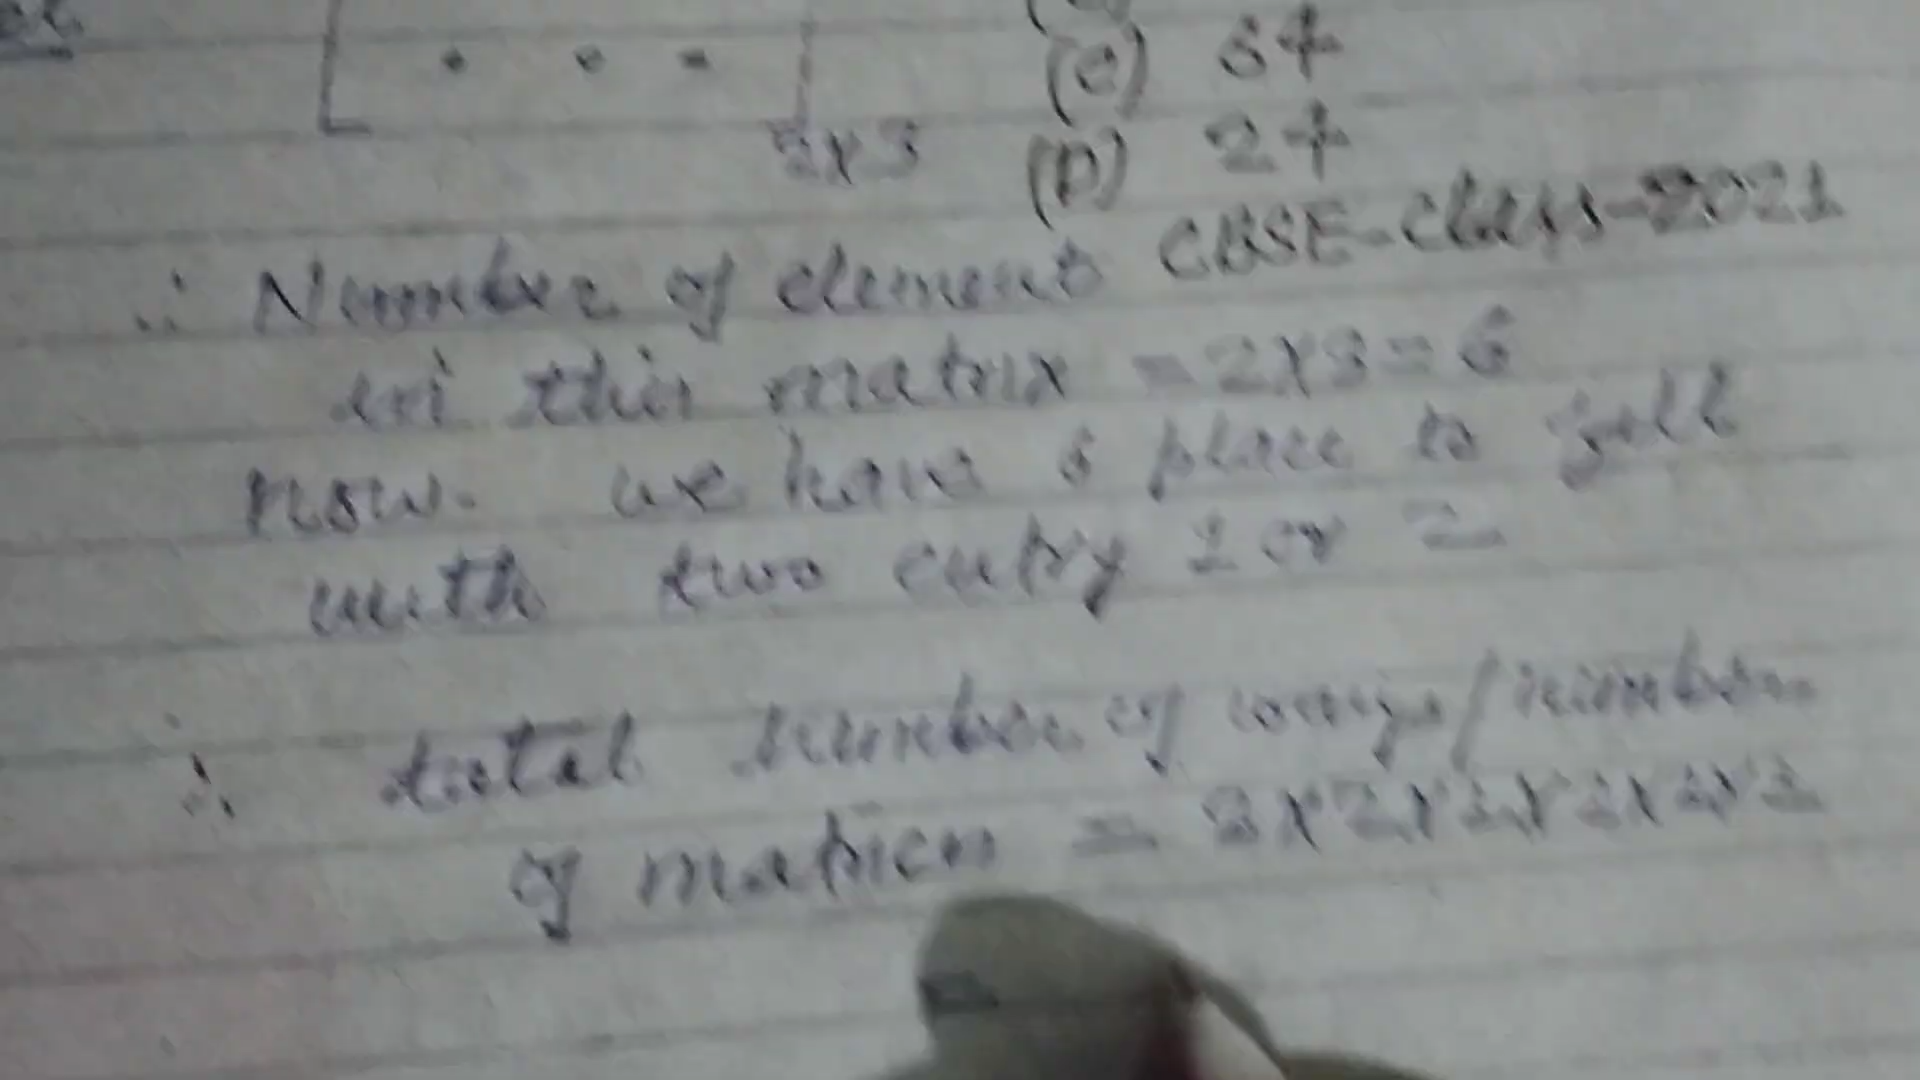 (C) 64
2x3 (D) 24
CBSE-Class-2021
∴ Number of element
in this matrix = 2x3 = 6
now. we have 6 place to fill
with two entry 1 or 2
∴ total number of ways/number
of matrices = 2x2x2x2x2x2